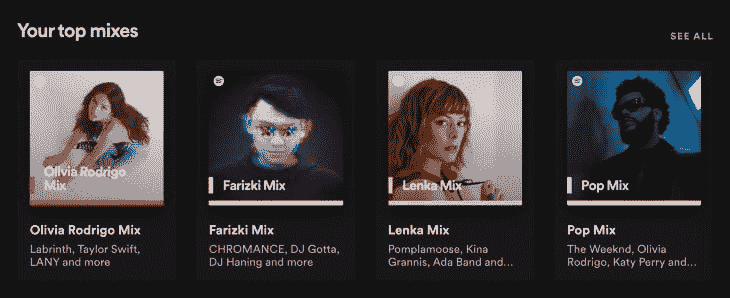 Your top mixes
SEE ALL
Olivia Rodrigo
Mix
Farizki Mix
Lenka Mix
Pop Mix
Olivia Rodrigo Mix
Labrinth, Taylor Swift,
LANY and more
Farizki Mix
CHROMANCE, DJ Gotta,
DJ Haning and more
Lenka Mix
Pomplamoose, Kina
Grannis, Ada Band and...
Pop Mix
The Weeknd, Olivia
Rodrigo, Katy Perry and...